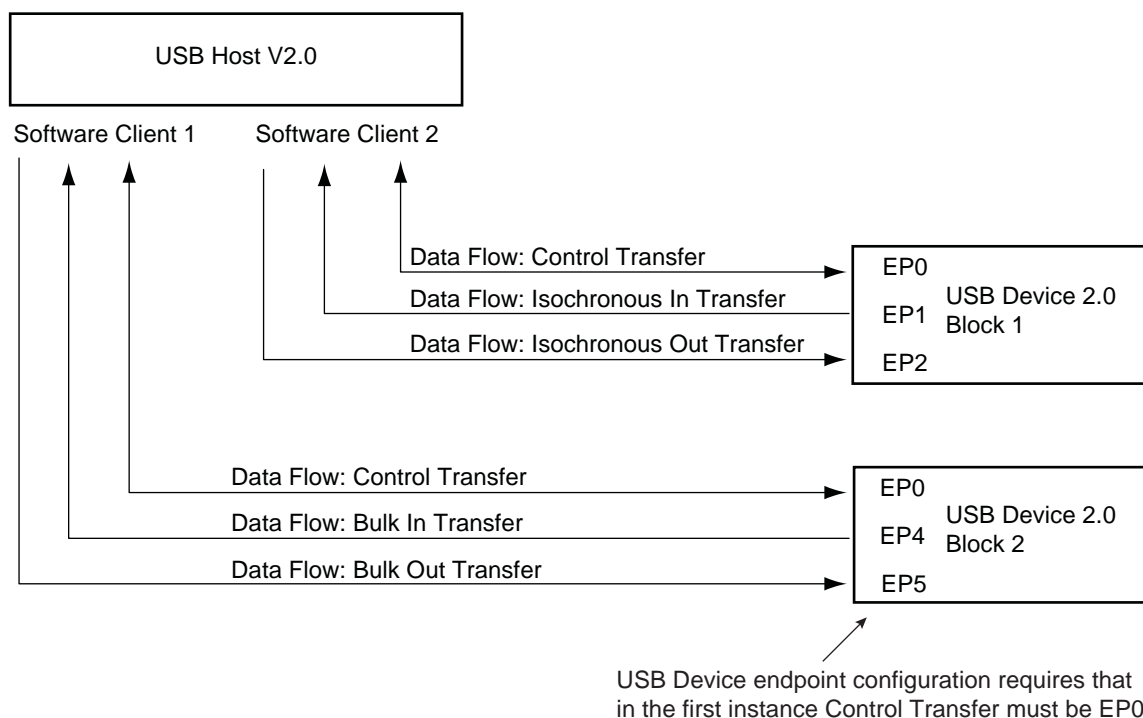 USB Host V2.0
Software Client 1
Software Client 2
Data Flow: Control Transfer
Data Flow: Isochronous In Transfer
Data Flow: Isochronous Out Transfer
EP0
EP1
EP2
USB Device 2.0
Block 1
Data Flow: Control Transfer
Data Flow: Bulk In Transfer
Data Flow: Bulk Out Transfer
EP0
EP4
EP5
USB Device 2.0
Block 2
USB Device endpoint configuration requires that
in the first instance Control Transfer must be EP0